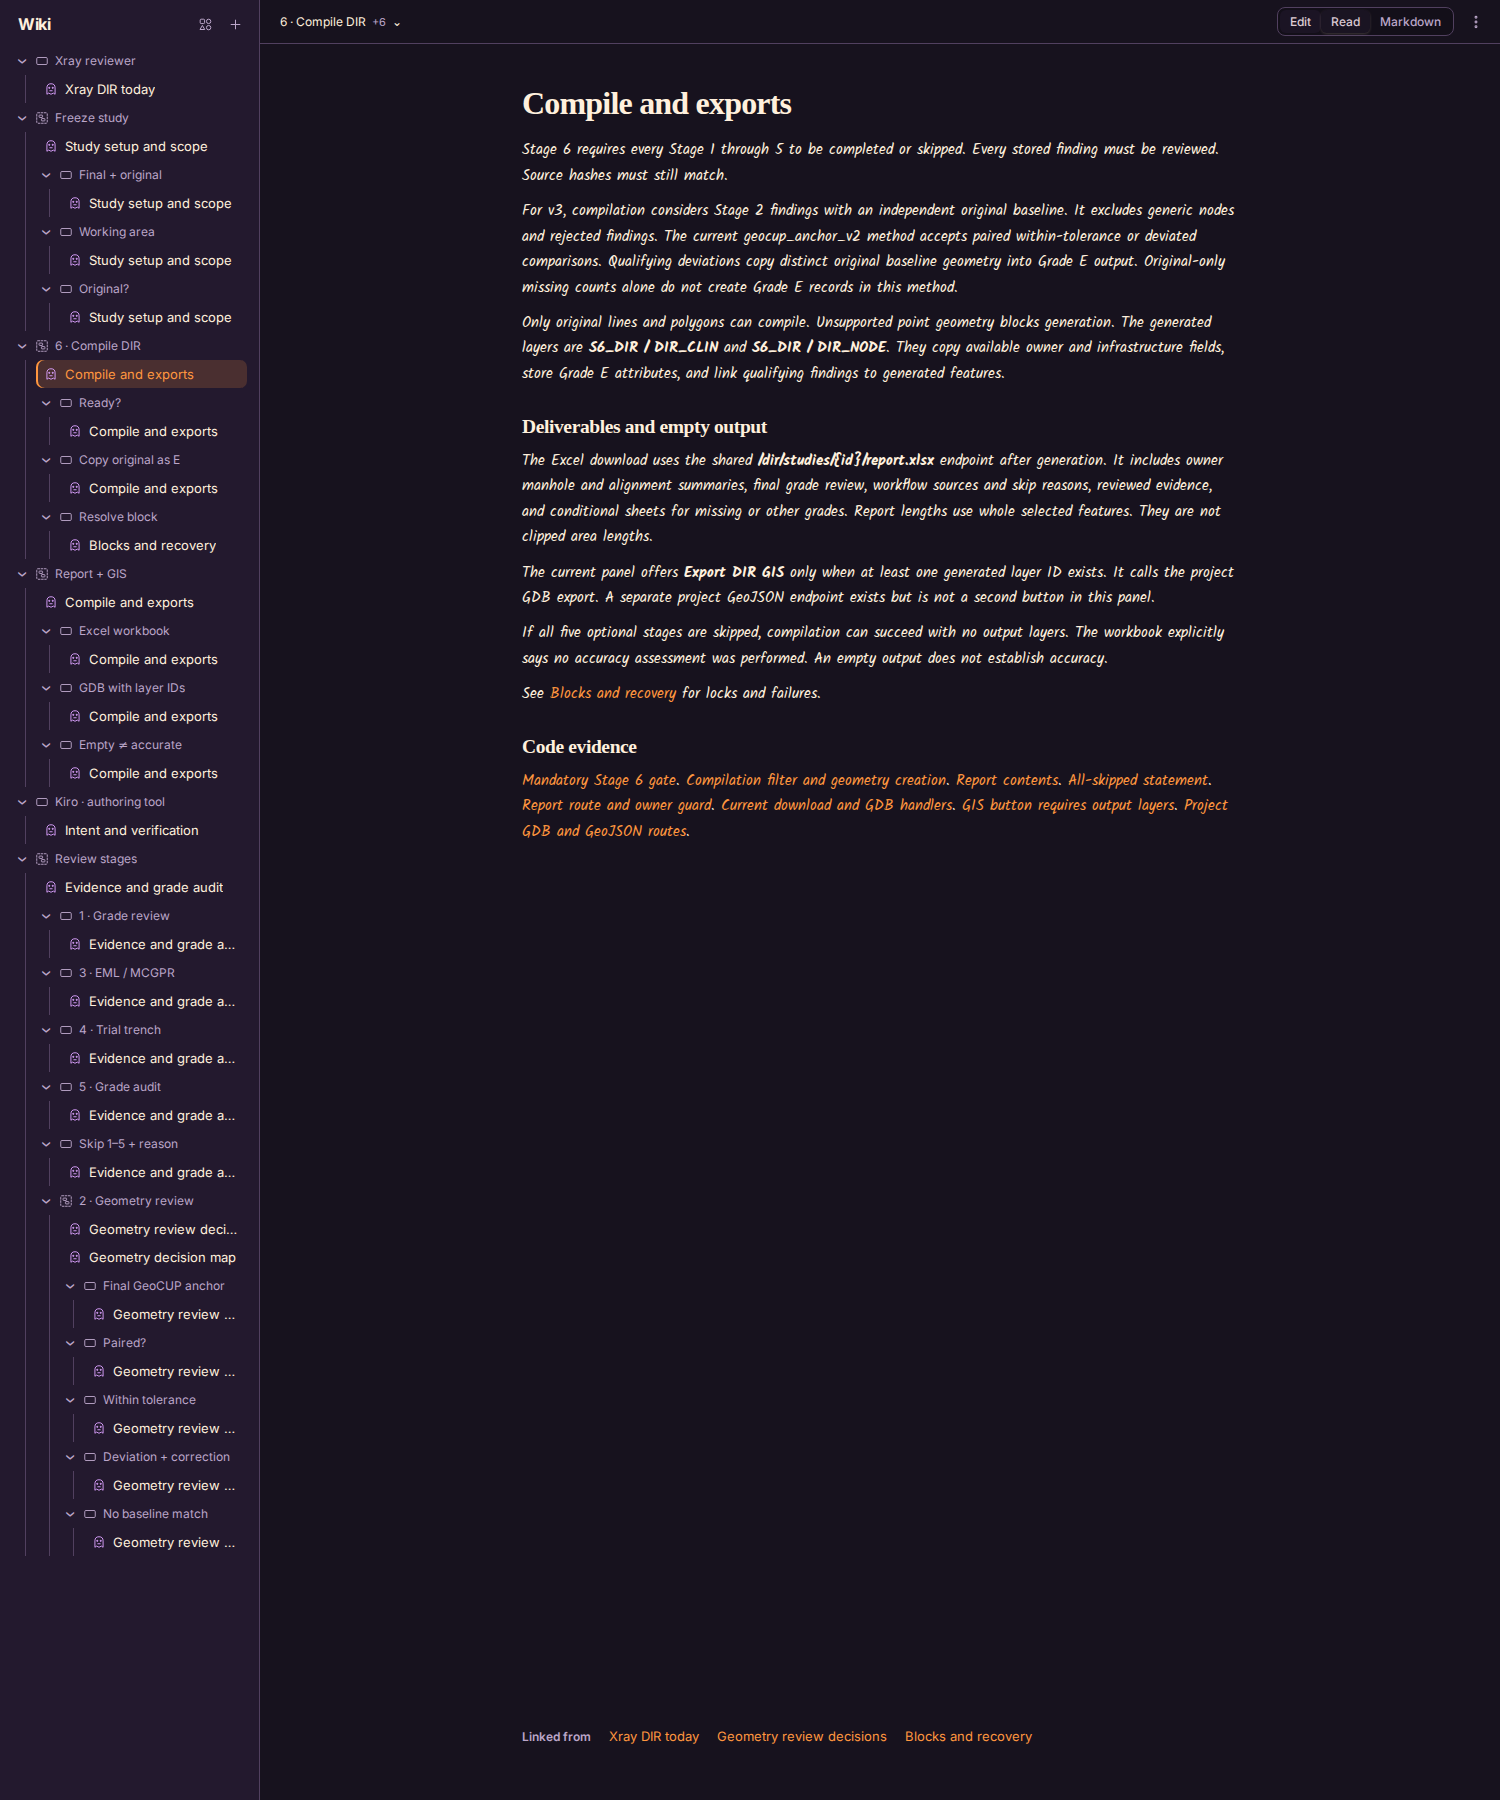 Wiki
Xray reviewer
Xray DIR today
Freeze study
Study setup and scope
Final + original
Study setup and scope
Working area
Study setup and scope
Original?
Study setup and scope
6 · Compile DIR
Compile and exports
Ready?
Compile and exports
Copy original as E
Compile and exports
Resolve block
Blocks and recovery
Report + GIS
Compile and exports
Excel workbook
Compile and exports
GDB with layer IDs
Compile and exports
Empty ≠ accurate
Compile and exports
Kiro · authoring tool
Intent and verification
Review stages
Evidence and grade audit
1 · Grade review
Evidence and grade a...
3 · EML / MCGPR
Evidence and grade a...
4 · Trial trench
Evidence and grade a...
5 · Grade audit
Evidence and grade a...
Skip 1–5 + reason
Evidence and grade a...
2 · Geometry review
Geometry review deci...
Geometry decision map
Final GeoCUP anchor
Geometry review ...
Paired?
Geometry review ...
Within tolerance
Geometry review ...
Deviation + correction
Geometry review ...
No baseline match
Geometry review ...
6 · Compile DIR +6
Edit Read Markdown
Compile and exports
Stage 6 requires every Stage 1 through 5 to be completed or skipped. Every stored finding must be reviewed.
Source hashes must still match.
For v3, compilation considers Stage 2 findings with an independent original baseline. It excludes generic nodes
and rejected findings. The current geocup_anchor_v2 method accepts paired within-tolerance or deviated
comparisons. Qualifying deviations copy distinct original baseline geometry into Grade E output. Original-only
missing counts alone do not create Grade E records in this method.
Only original lines and polygons can compile. Unsupported point geometry blocks generation. The generated
layers are S6_DIR / DIR_CLIN and S6_DIR / DIR_NODE. They copy available owner and infrastructure fields,
store Grade E attributes, and link qualifying findings to generated features.
Deliverables and empty output
The Excel download uses the shared /dir/studies/{id}/report.xlsx endpoint after generation. It includes owner
manhole and alignment summaries, final grade review, workflow sources and skip reasons, reviewed evidence,
and conditional sheets for missing or other grades. Report lengths use whole selected features. They are not
clipped area lengths.
The current panel offers Export DIR GIS only when at least one generated layer ID exists. It calls the project
GDB export. A separate project GeoJSON endpoint exists but is not a second button in this panel.
If all five optional stages are skipped, compilation can succeed with no output layers. The workbook explicitly
says no accuracy assessment was performed. An empty output does not establish accuracy.
See Blocks and recovery for locks and failures.
Code evidence
Mandatory Stage 6 gate. Compilation filter and geometry creation. Report contents. All-skipped statement.
Report route and owner guard. Current download and GDB handlers. GIS button requires output layers. Project
GDB and GeoJSON routes.
Linked from Xray DIR today Geometry review decisions Blocks and recovery